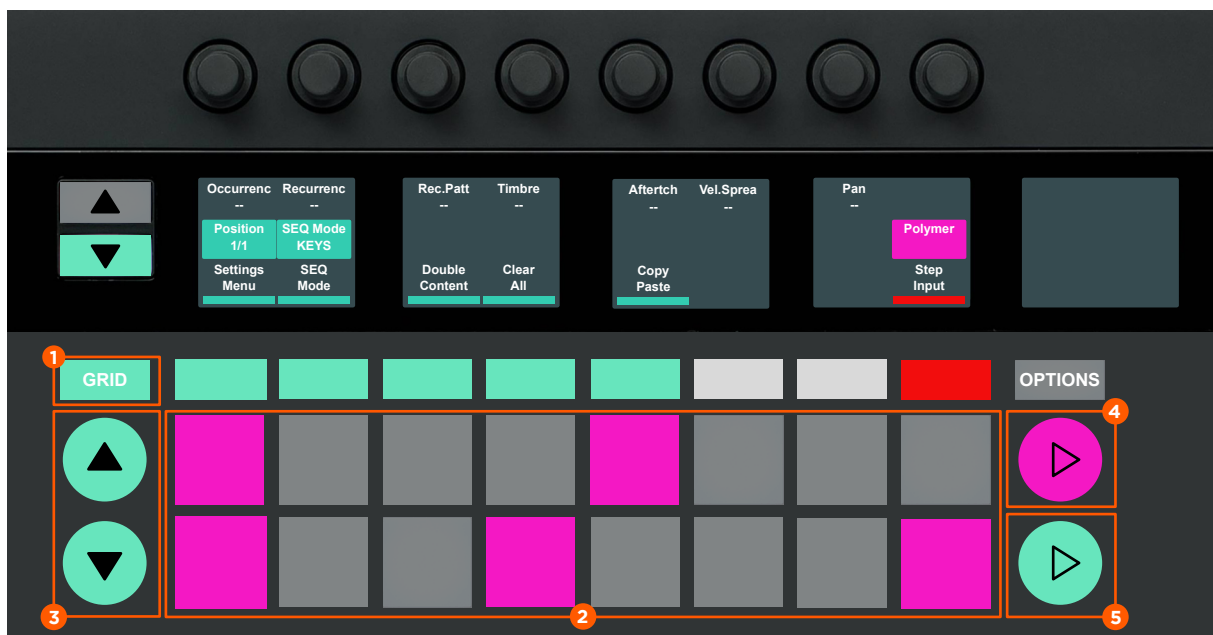 Occurrenc Recurrenc
-- --
Position SEQ Mode
1/1 KEYS
Settings SEQ
Menu Mode
Rec.Patt Timbre
-- --
Double Clear
Content All
Aftertch Vel.Sprea
-- --
Copy
Paste
Pan
--
Polymer
Step
Input
1
GRID
OPTIONS
4
3
2
5